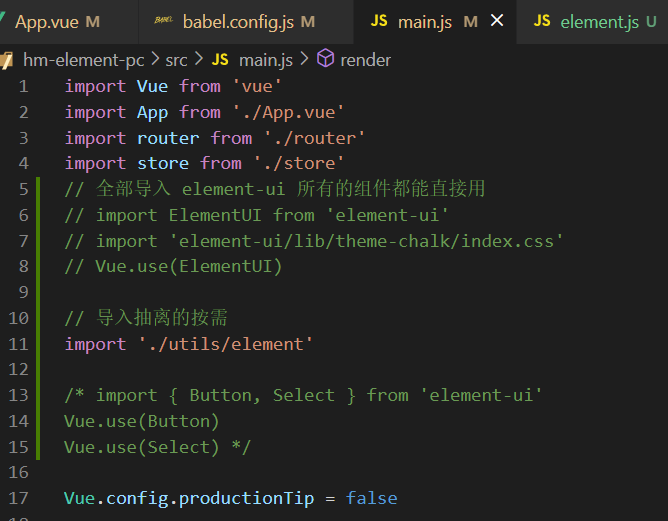 App.vue M
BABEL babel.config.js M
JS main.js M ×
JS element.js U
hm-element-pc > src > JS main.js > render
1 import Vue from 'vue'
2 import App from './App.vue'
3 import router from './router'
4 import store from './store'
5 // 全部导入 element-ui 所有的组件都能直接用
6 // import ElementUI from 'element-ui'
7 // import 'element-ui/lib/theme-chalk/index.css'
8 // Vue.use(ElementUI)
9
10 // 导入抽离的按需
11 import './utils/element'
12
13 /* import { Button, Select } from 'element-ui'
14 Vue.use(Button)
15 Vue.use(Select) */
16
17 Vue.config.productionTip = false